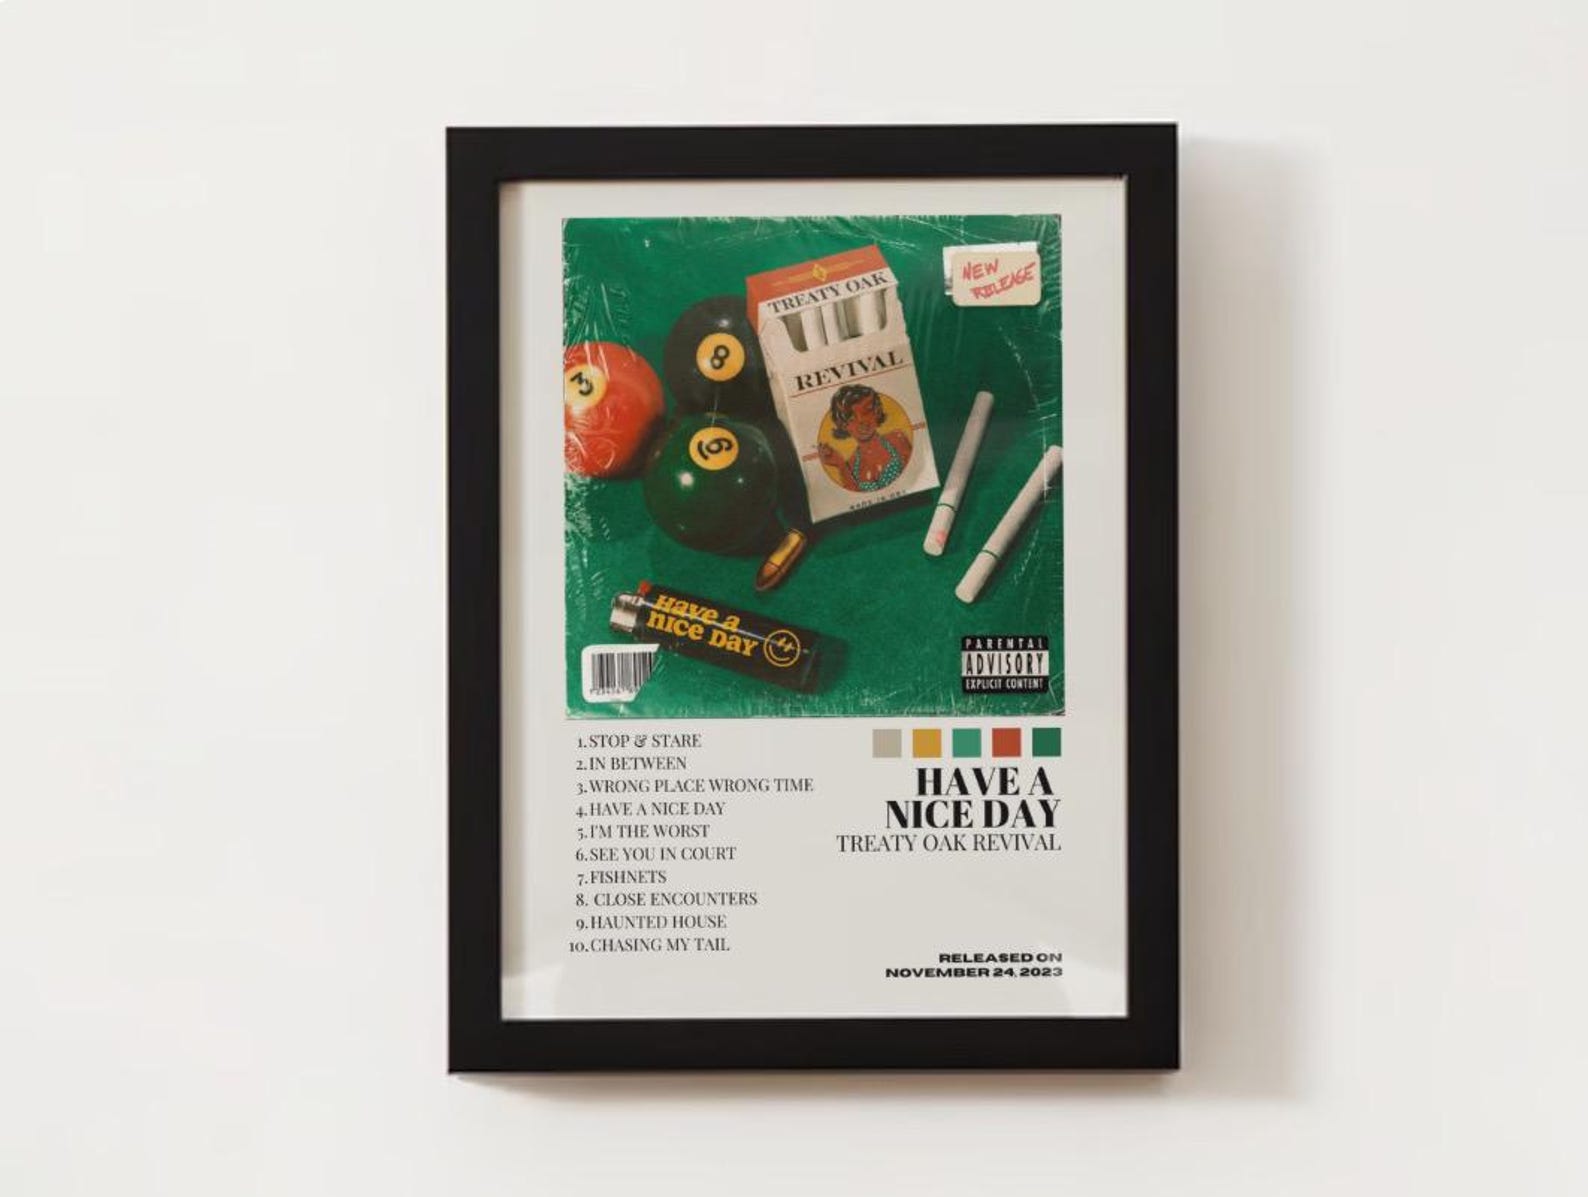 NEW
RELEASE
TREATY OAK
REVIVAL
8
3
6
Have a
nice Day
PARENTAL
ADVISORY
EXPLICIT CONTENT
1. STOP & STARE
2. IN BETWEEN
3. WRONG PLACE WRONG TIME
4. HAVE A NICE DAY
5. I'M THE WORST
6. SEE YOU IN COURT
7. FISHNETS
8. CLOSE ENCOUNTERS
9. HAUNTED HOUSE
10. CHASING MY TAIL
HAVE A
NICE DAY
TREATY OAK REVIVAL
RELEASED ON
NOVEMBER 24, 2023